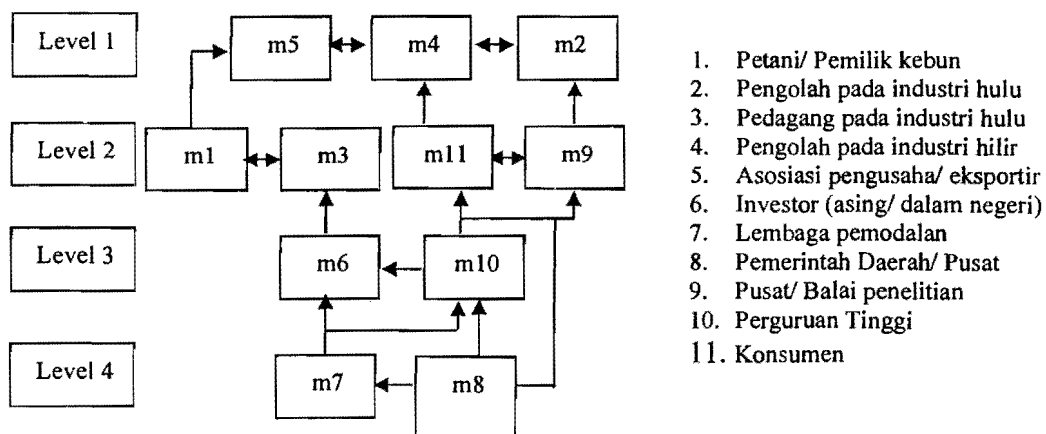 Level 1
m5
m4
m2
Level 2
m1
m3
m11
m9
Level 3
m6
m10
Level 4
m7
m8
1. Petani/ Pemilik kebun
2. Pengolah pada industri hulu
3. Pedagang pada industri hulu
4. Pengolah pada industri hilir
5. Asosiasi pengusaha/ eksportir
6. Investor (asing/ dalam negeri)
7. Lembaga pemodalan
8. Pemerintah Daerah/ Pusat
9. Pusat/ Balai penelitian
10. Perguruan Tinggi
11. Konsumen